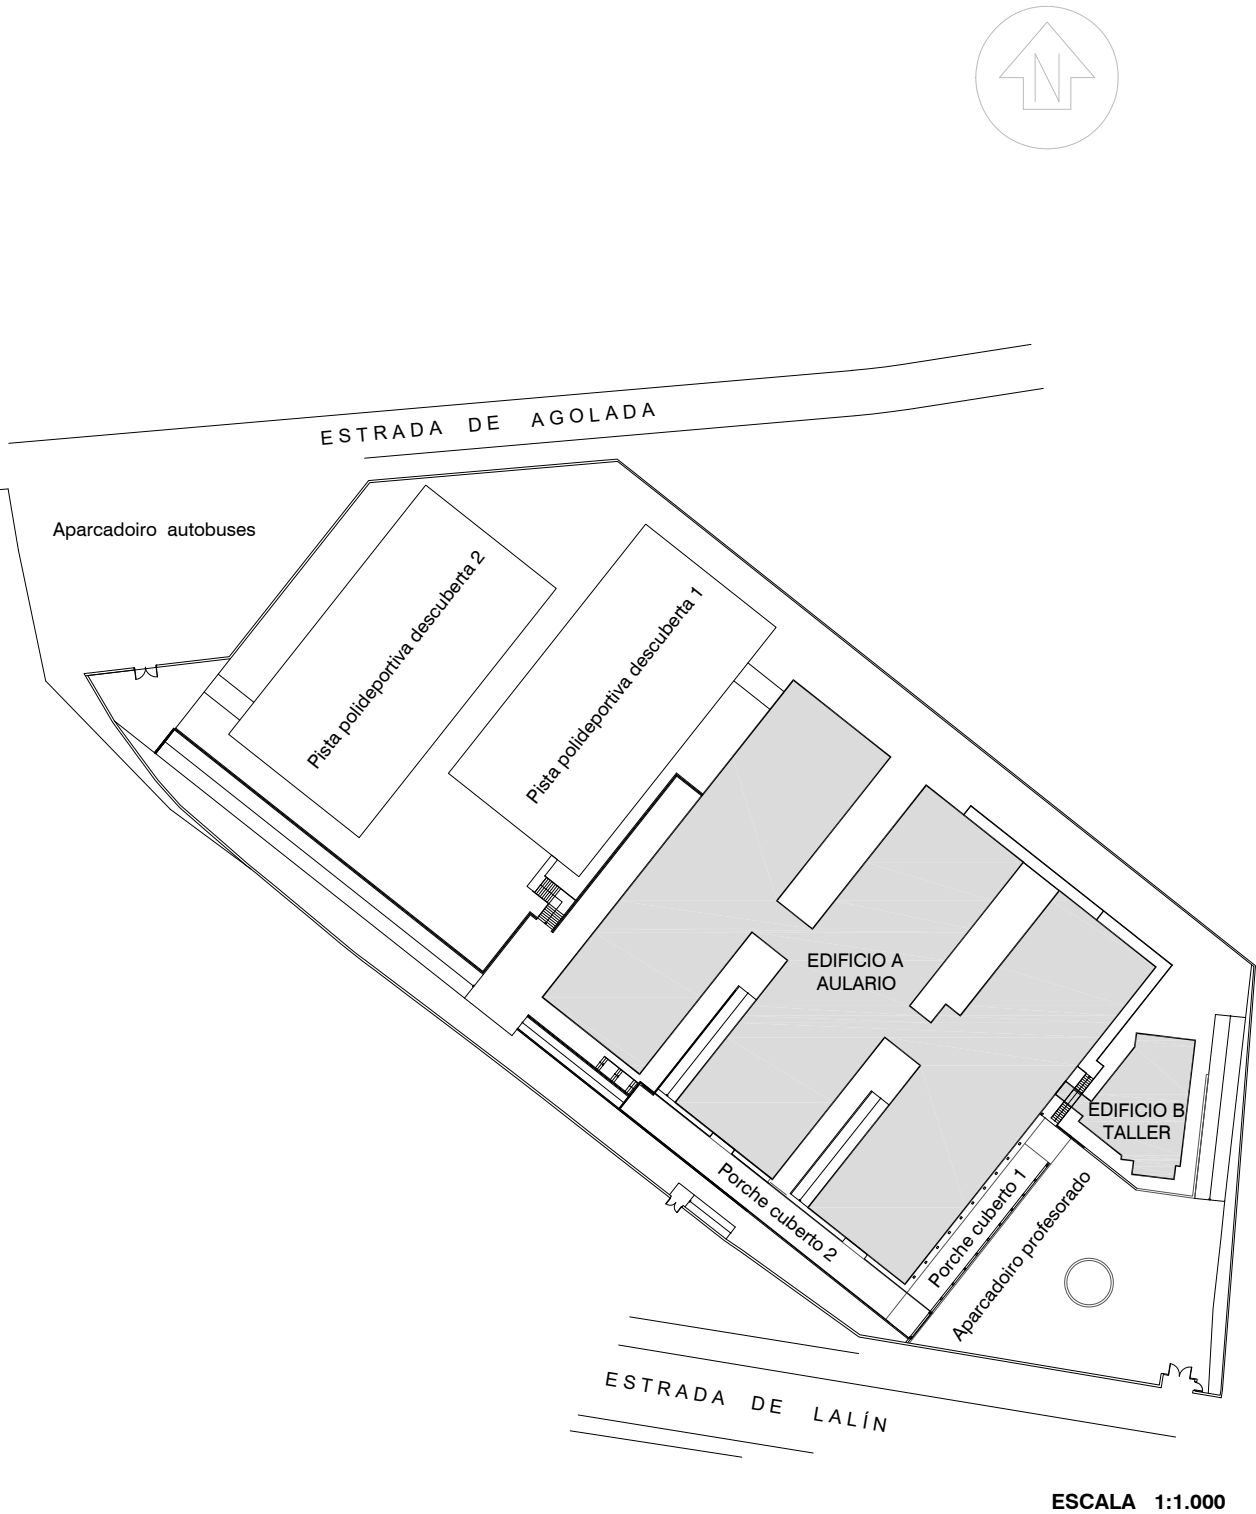 N
ESTRADA DE AGOLADA
Aparcadoiro autobuses
Pista polideportiva descuberta 2
Pista polideportiva descuberta 1
EDIFICIO A
AULARIO
EDIFICIO B
TALLER
Porche cuberto 2
Porche cuberto 1
Aparcadoiro profesorado
ESTRADA DE LALÍN
ESCALA 1:1.000